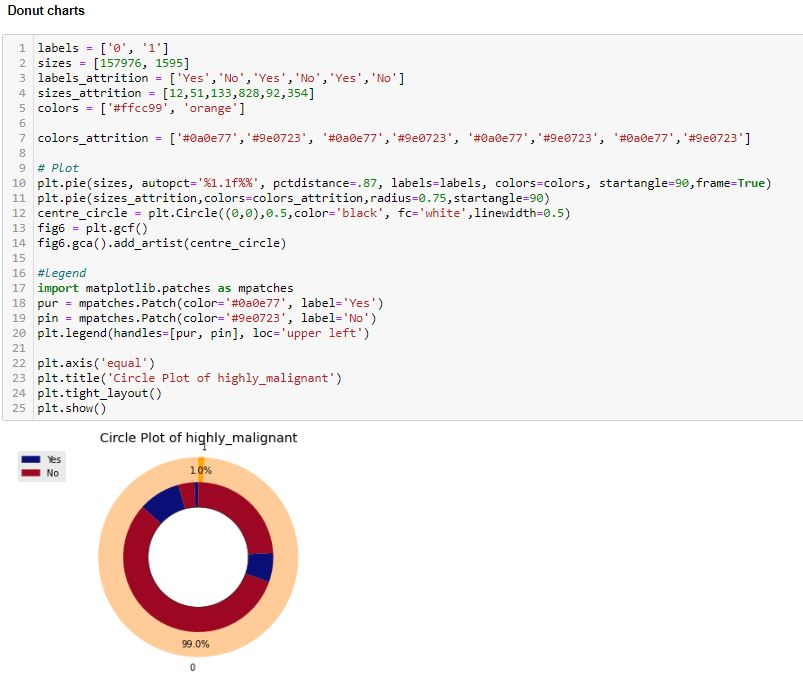 Donut charts
1 labels = ['0', '1']
2 sizes = [157976, 1595]
3 labels_attrition = ['Yes','No','Yes','No','Yes','No']
4 sizes_attrition = [12,51,133,828,92,354]
5 colors = ['#ffcc99', 'orange']
6
7 colors_attrition = ['#0a0e77','#9e0723', '#0a0e77','#9e0723', '#0a0e77','#9e0723', '#0a0e77','#9e0723']
8
9 # Plot
10 plt.pie(sizes, autopct='%1.1f%%', pctdistance=.87, labels=labels, colors=colors, startangle=90,frame=True)
11 plt.pie(sizes_attrition,colors=colors_attrition,radius=0.75,startangle=90)
12 centre_circle = plt.Circle((0,0),0.5,color='black', fc='white',linewidth=0.5)
13 fig6 = plt.gcf()
14 fig6.gca().add_artist(centre_circle)
15
16 #legend
17 import matplotlib.patches as mpatches
18 pur = mpatches.Patch(color='#0a0e77', label='Yes')
19 pin = mpatches.Patch(color='#9e0723', label='No')
20 plt.legend(handles=[pur, pin], loc='upper left')
21
22 plt.axis('equal')
23 plt.title('Circle Plot of highly_malignant')
24 plt.tight_layout()
25 plt.show()
Circle Plot of highly_malignant
1
Yes
No
1.0%
99.0%
0